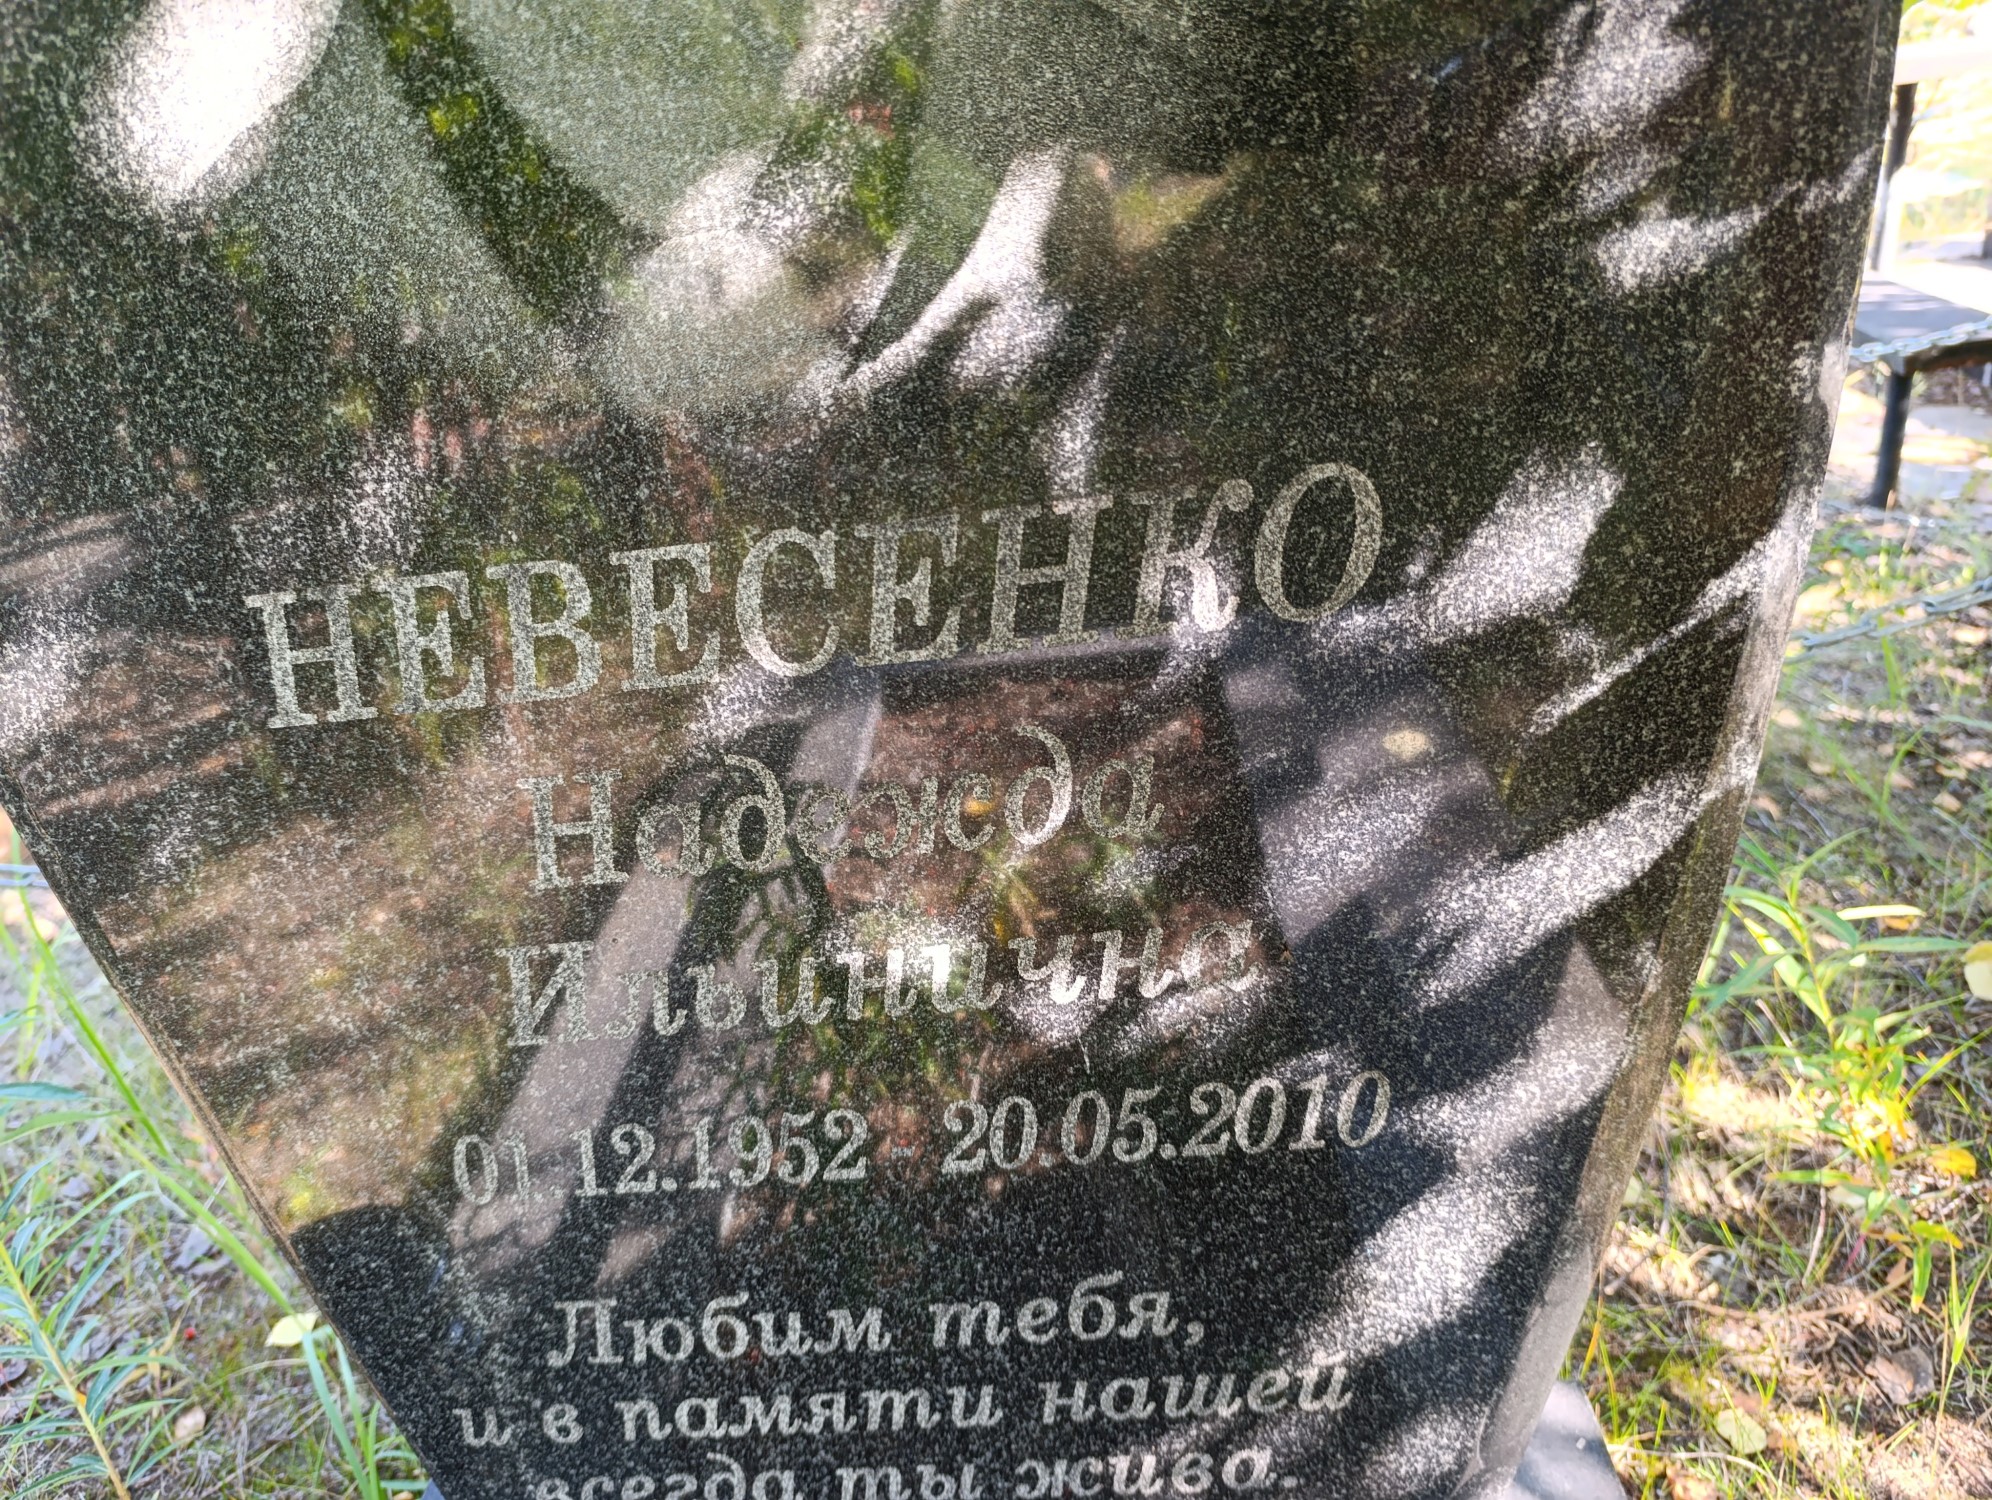 НЕВЕСЕНКО
Надежда
Ильинична
01.12.1952 - 20.05.2010
Любим тебя,
и в памяти нашей
всегда ты жива.